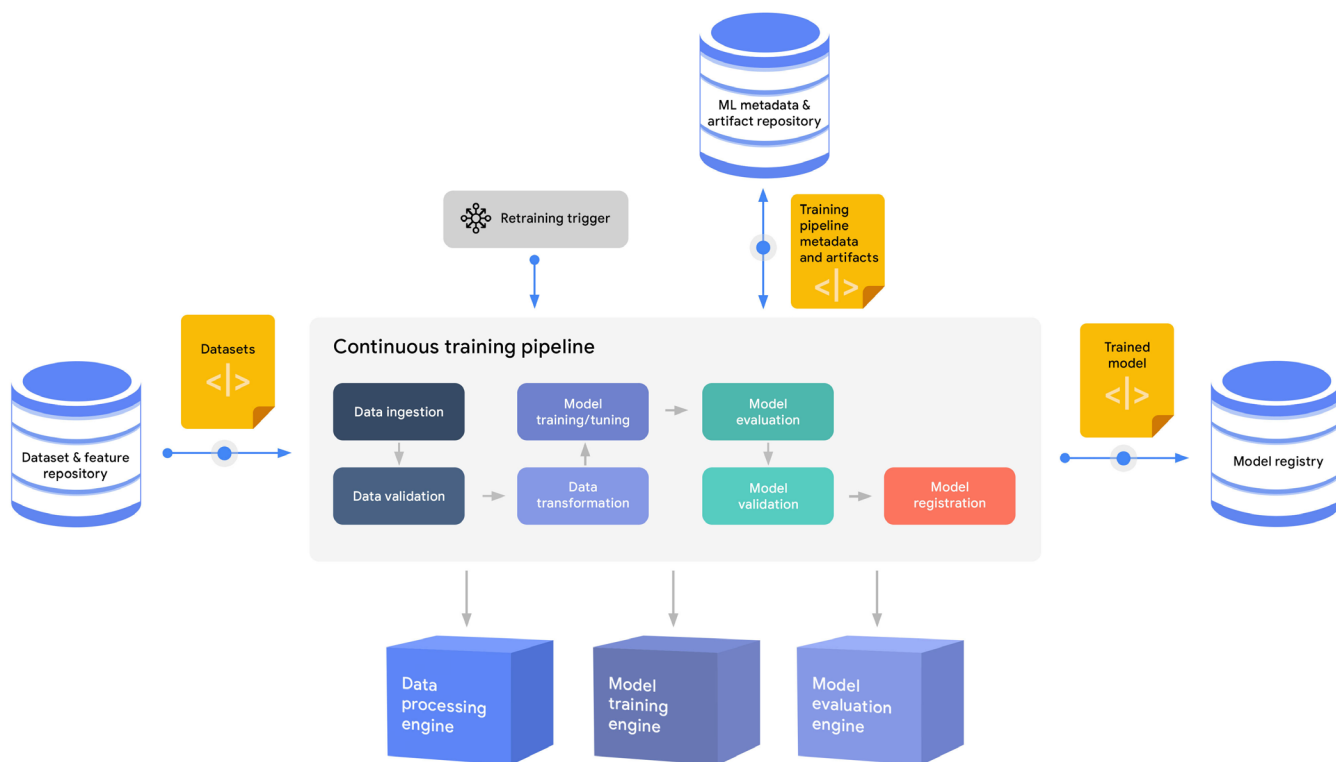 ML metadata &
artifact repository
Retraining trigger
Training
pipeline
metadata
and artifacts
<|>
Datasets
<|>
Dataset & feature
repository
Continuous training pipeline
Data ingestion
Model
training/tuning
Model
evaluation
Data validation
Data
transformation
Model
validation
Model
registration
Trained
model
<|>
Model registry
Data
processing
engine
Model
training
engine
Model
evaluation
engine